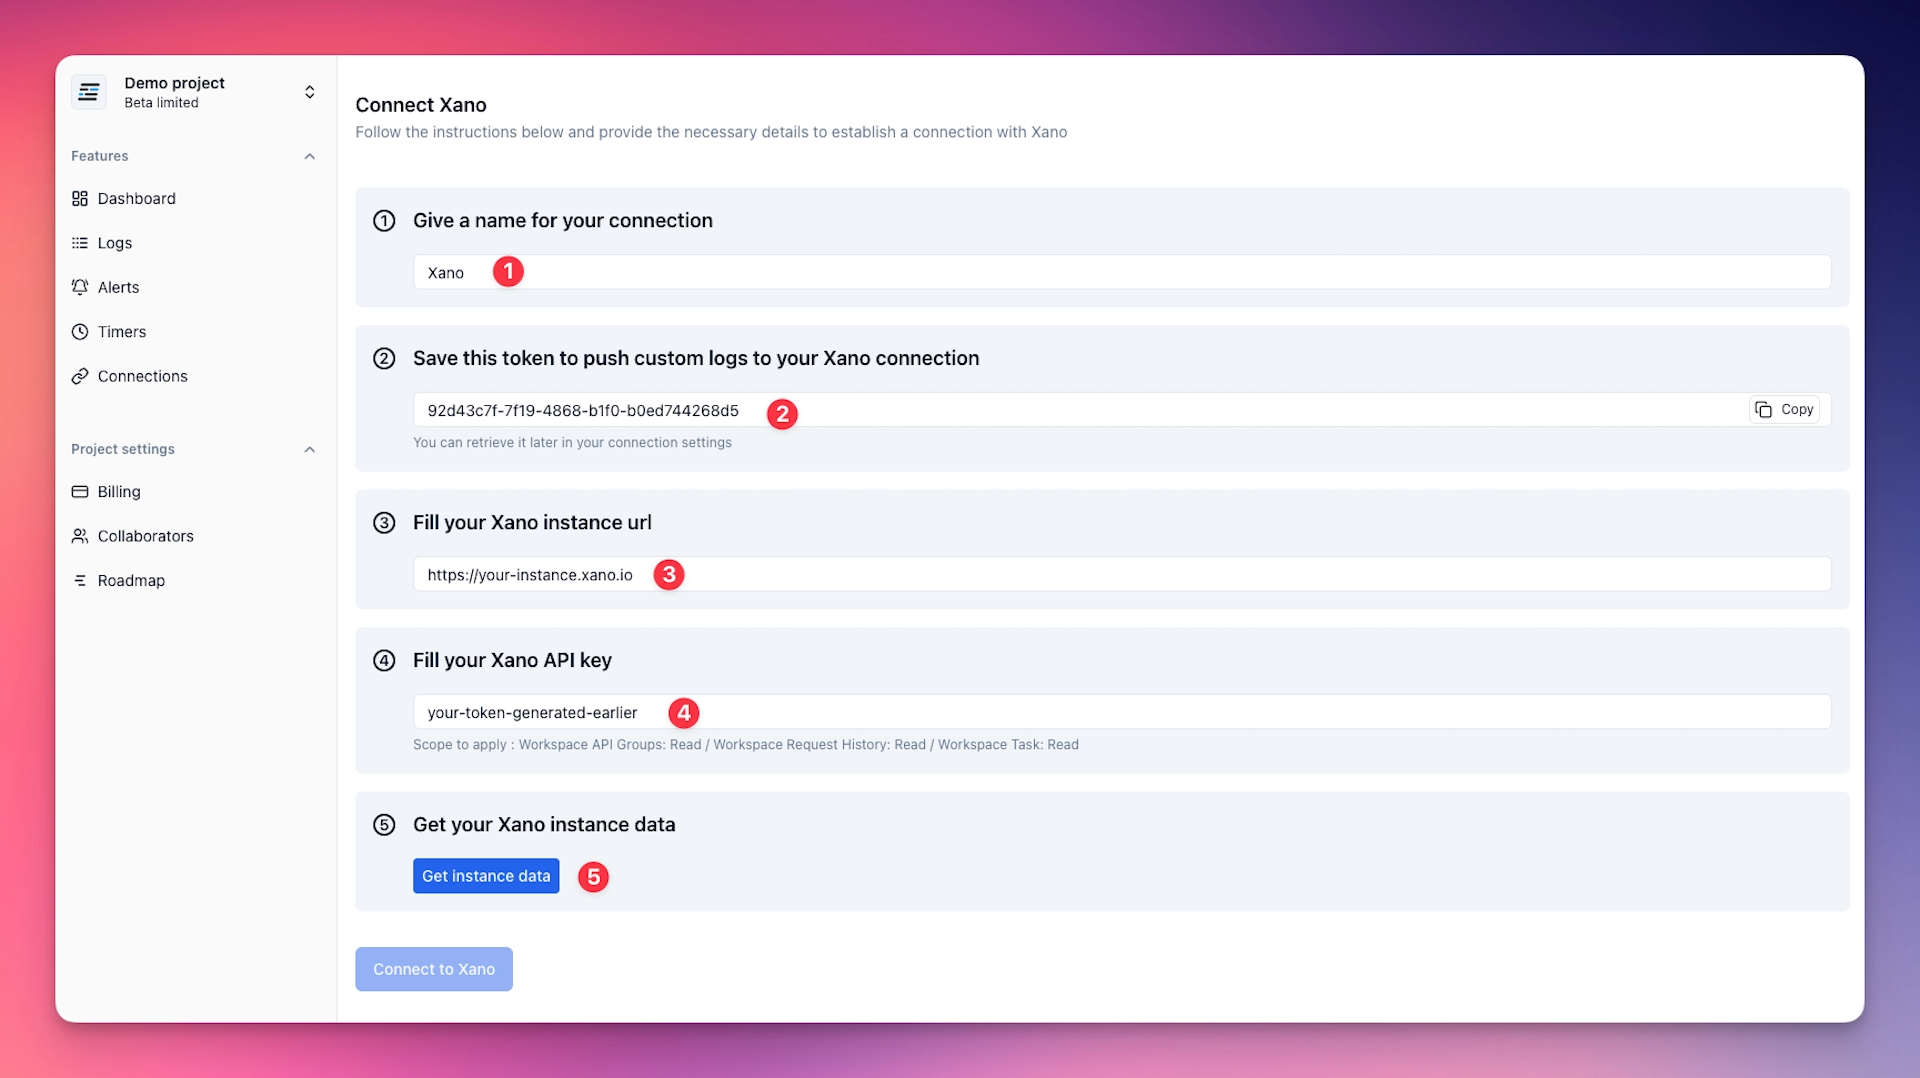 Demo project
Beta limited
Features
Dashboard
Logs
Alerts
Timers
Connections
Project settings
Billing
Collaborators
Roadmap
Connect Xano
Follow the instructions below and provide the necessary details to establish a connection with Xano
1 Give a name for your connection
Xano 1
2 Save this token to push custom logs to your Xano connection
92d43c7f-7f19-4868-b1f0-b0ed744268d5 2 Copy
You can retrieve it later in your connection settings
3 Fill your Xano instance url
https://your-instance.xano.io 3
4 Fill your Xano API key
your-token-generated-earlier 4
Scope to apply : Workspace API Groups: Read / Workspace Request History: Read / Workspace Task: Read
5 Get your Xano instance data
Get instance data 5
Connect to Xano